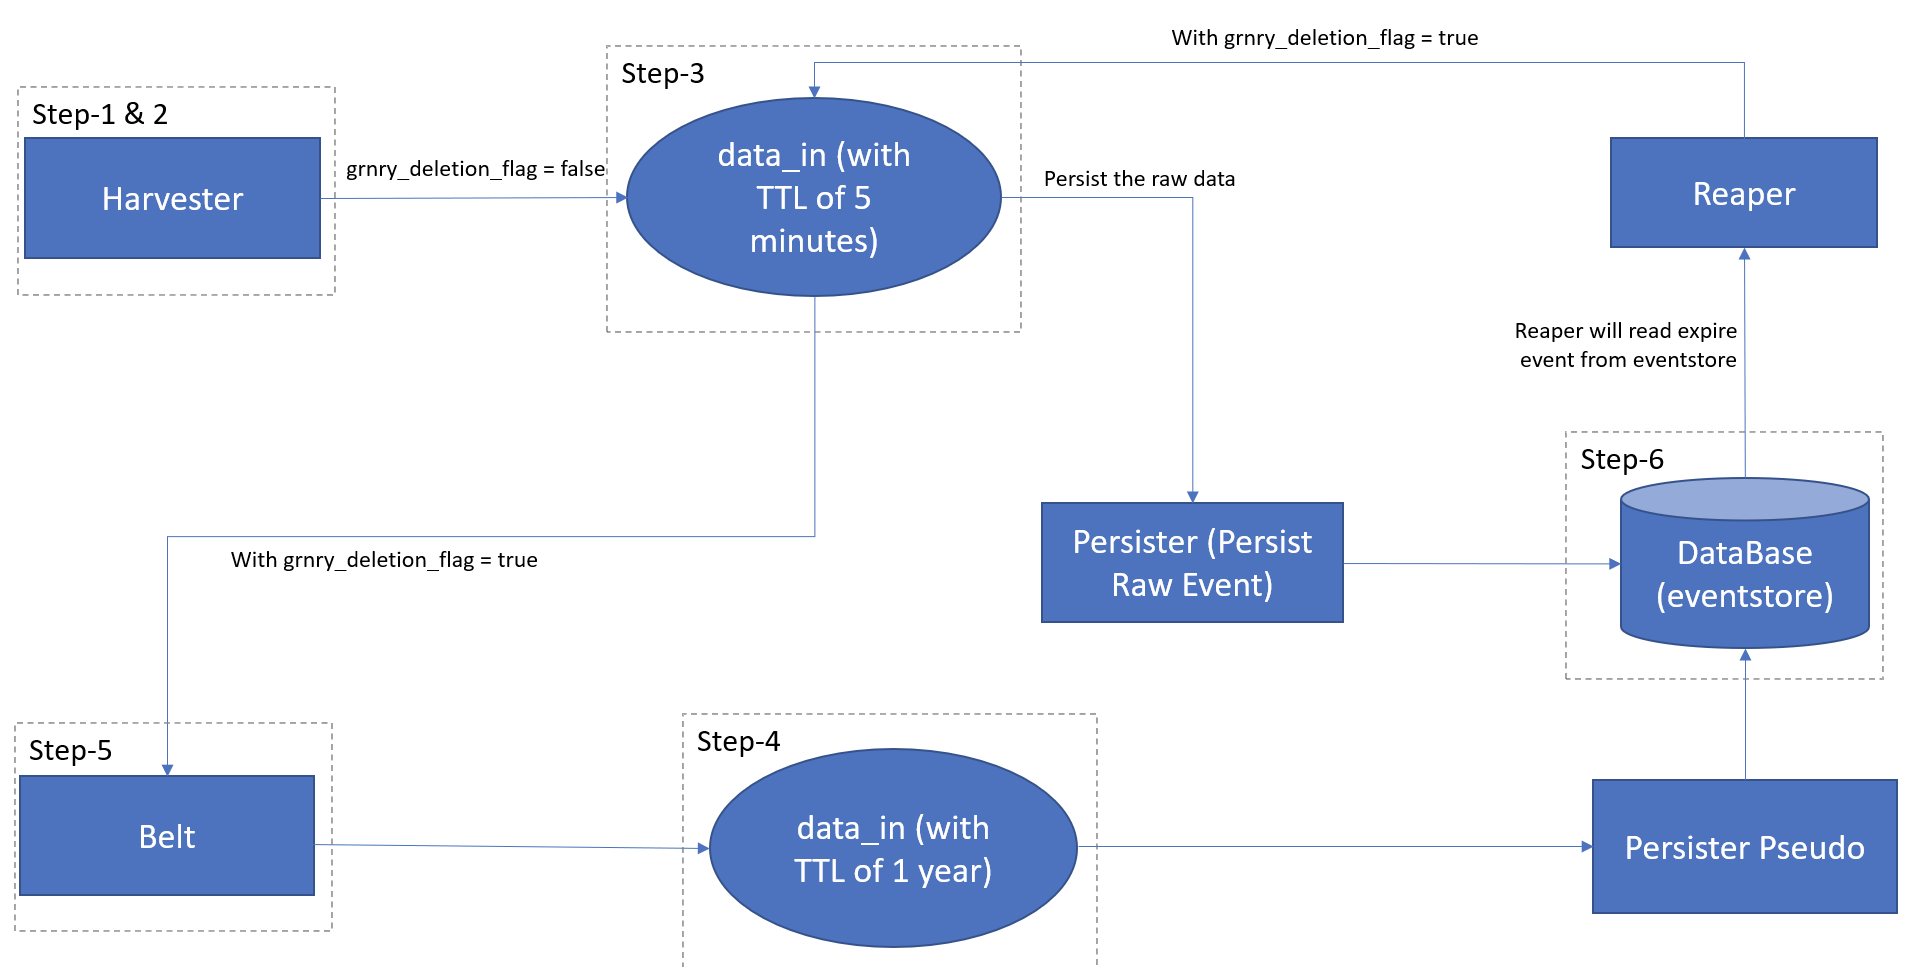 With grnry_deletion_flag = true
Step-3
Step-1 & 2
data_in (with
TTL of 5
minutes)
grnry_deletion_flag = false
Harvester
Persist the raw data
Reaper
Reaper will read expire
event from eventstore
Step-6
Persister (Persist
Raw Event)
DataBase
(eventstore)
With grnry_deletion_flag = true
Step-5
Belt
Step-4
data_in (with
TTL of 1 year)
Persister Pseudo